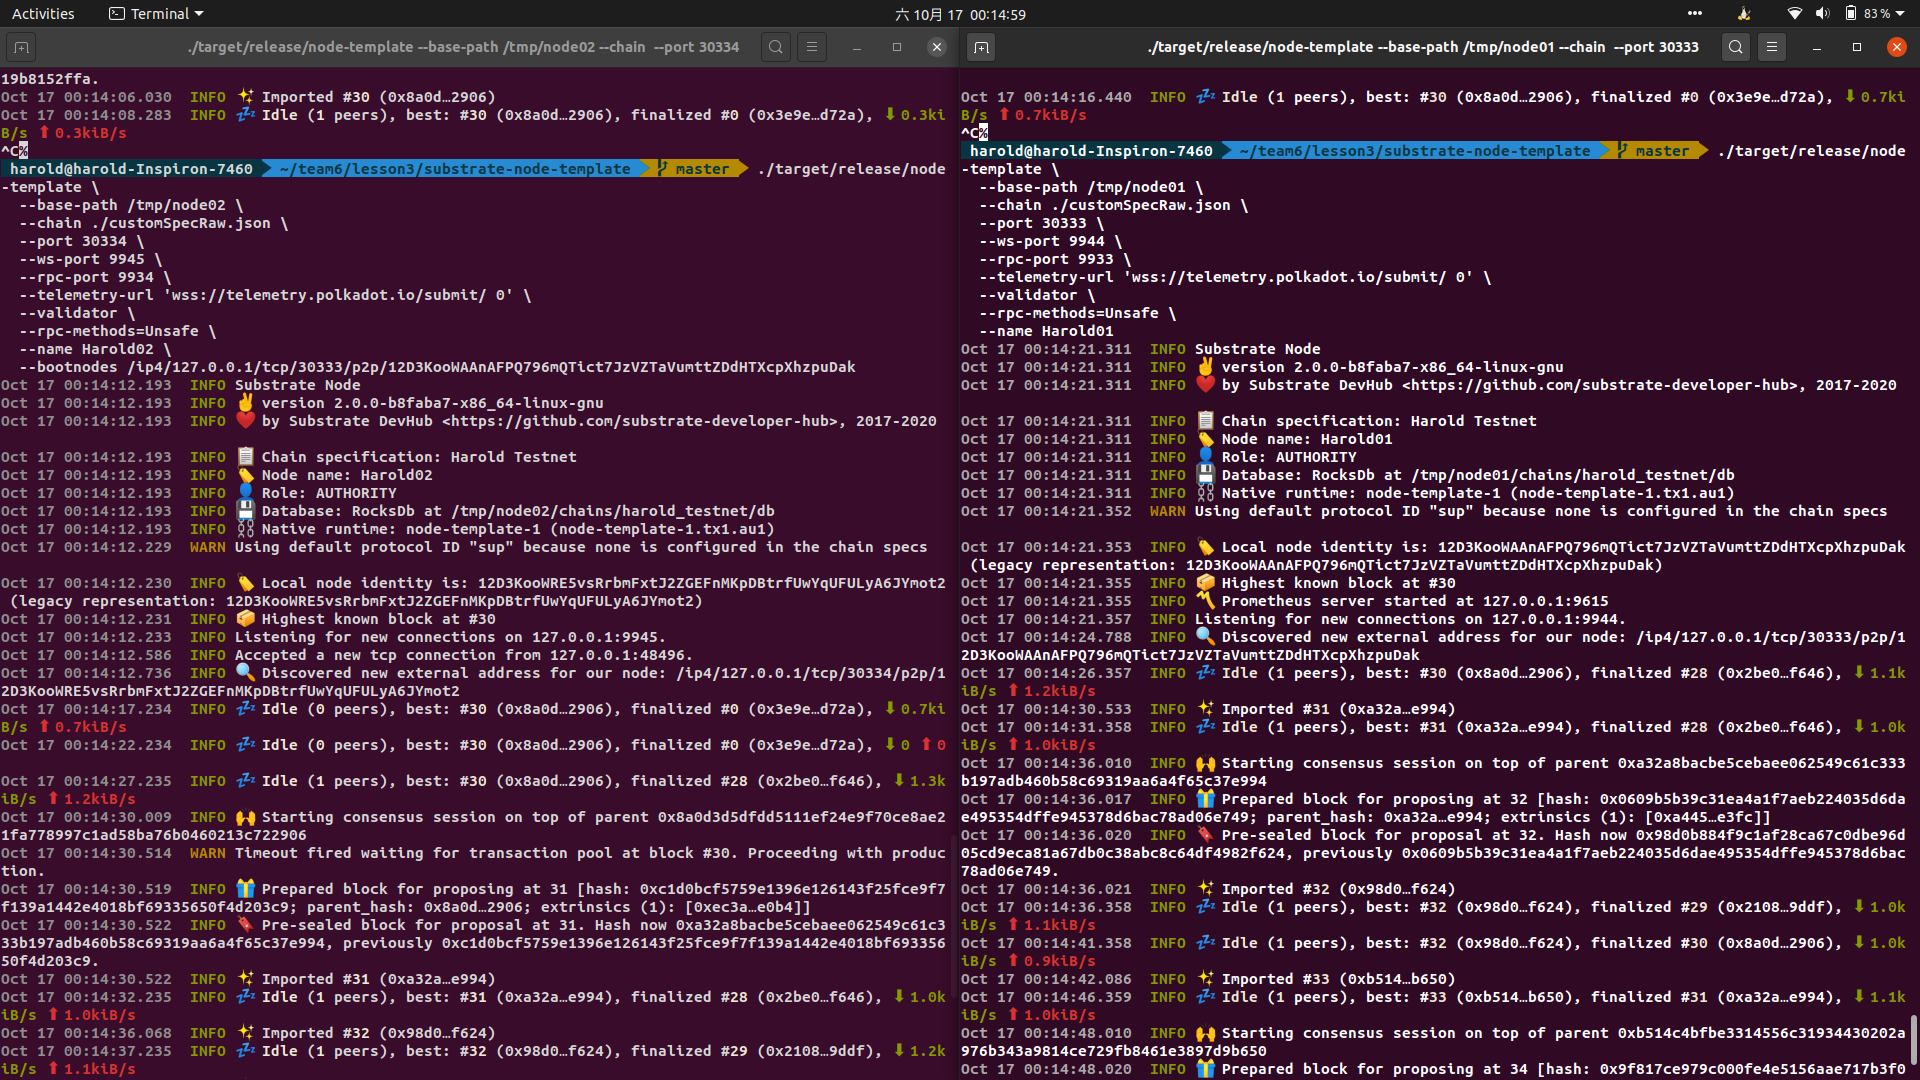 Activities
Terminal
六 10月 17 00:14:59
83 %
./target/release/node-template --base-path /tmp/node02 --chain --port 30334
19b8152ffa.
Oct 17 00:14:06.030 INFO ✨ Imported #30 (0x8a0d…2906)
Oct 17 00:14:08.283 INFO 💤 Idle (1 peers), best: #30 (0x8a0d…2906), finalized #0 (0x3e9e…d72a), ⬇ 0.3ki
B/s ⬆ 0.3kiB/s
^C%
harold@harold-Inspiron-7460 ~/team6/lesson3/substrate-node-template master ./target/release/node
-template \
--base-path /tmp/node02 \
--chain ./customSpecRaw.json \
--port 30334 \
--ws-port 9945 \
--rpc-port 9934 \
--telemetry-url 'wss://telemetry.polkadot.io/submit/ 0' \
--validator \
--rpc-methods=Unsafe \
--name Harold02 \
--bootnodes /ip4/127.0.0.1/tcp/30333/p2p/12D3KooWAAnAFPQ796mQTict7JzVZTaVumttZDdHTXcpXhzpuDak
Oct 17 00:14:12.193 INFO Substrate Node
Oct 17 00:14:12.193 INFO ✌️ version 2.0.0-b8faba7-x86_64-linux-gnu
Oct 17 00:14:12.193 INFO ❤️ by Substrate DevHub <https://github.com/substrate-developer-hub>, 2017-2020
Oct 17 00:14:12.193 INFO 📋 Chain specification: Harold Testnet
Oct 17 00:14:12.193 INFO 🏷 Node name: Harold02
Oct 17 00:14:12.193 INFO 👤 Role: AUTHORITY
Oct 17 00:14:12.193 INFO 💾 Database: RocksDb at /tmp/node02/chains/harold_testnet/db
Oct 17 00:14:12.193 INFO ⛓ Native runtime: node-template-1 (node-template-1.tx1.au1)
Oct 17 00:14:12.229 WARN Using default protocol ID "sup" because none is configured in the chain specs
Oct 17 00:14:12.230 INFO 🏷 Local node identity is: 12D3KooWRE5vsRrbmFxtJ2ZGEFnMKpDBtrfUwYqUFULyA6JYmot2
(legacy representation: 12D3KooWRE5vsRrbmFxtJ2ZGEFnMKpDBtrfUwYqUFULyA6JYmot2)
Oct 17 00:14:12.231 INFO 📦 Highest known block at #30
Oct 17 00:14:12.233 INFO Listening for new connections on 127.0.0.1:9945.
Oct 17 00:14:12.586 INFO Accepted a new tcp connection from 127.0.0.1:48496.
Oct 17 00:14:12.736 INFO 🔍 Discovered new external address for our node: /ip4/127.0.0.1/tcp/30334/p2p/1
2D3KooWRE5vsRrbmFxtJ2ZGEFnMKpDBtrfUwYqUFULyA6JYmot2
Oct 17 00:14:17.234 INFO 💤 Idle (0 peers), best: #30 (0x8a0d…2906), finalized #0 (0x3e9e…d72a), ⬇ 0.7ki
B/s ⬆ 0.7kiB/s
Oct 17 00:14:22.234 INFO 💤 Idle (0 peers), best: #30 (0x8a0d…2906), finalized #0 (0x3e9e…d72a), ⬇ 0 ⬆ 0
Oct 17 00:14:27.235 INFO 💤 Idle (1 peers), best: #30 (0x8a0d…2906), finalized #28 (0x2be0…f646), ⬇ 1.3k
iB/s ⬆ 1.2kiB/s
Oct 17 00:14:30.009 INFO 🙌 Starting consensus session on top of parent 0x8a0d3d5dfdd5111ef24e9f70ce8ae2
1fa778997c1ad58ba76b0460213c722906
Oct 17 00:14:30.514 WARN Timeout fired waiting for transaction pool at block #30. Proceeding with produc
tion.
Oct 17 00:14:30.519 INFO 🎁 Prepared block for proposing at 31 [hash: 0xc1d0bcf5759e1396e126143f25fce9f7
f139a1442e4018bf69335650f4d203c9; parent_hash: 0x8a0d…2906; extrinsics (1): [0xec3a…e0b4]]
Oct 17 00:14:30.522 INFO 🔖 Pre-sealed block for proposal at 31. Hash now 0xa32a8bacbe5cebaee062549c61c3
33b197adb460b58c69319aa6a4f65c37e994, previously 0xc1d0bcf5759e1396e126143f25fce9f7f139a1442e4018bf693356
50f4d203c9.
Oct 17 00:14:30.522 INFO ✨ Imported #31 (0xa32a…e994)
Oct 17 00:14:32.235 INFO 💤 Idle (1 peers), best: #31 (0xa32a…e994), finalized #28 (0x2be0…f646), ⬇ 1.0k
iB/s ⬆ 1.0kiB/s
Oct 17 00:14:36.068 INFO ✨ Imported #32 (0x98d0…f624)
Oct 17 00:14:37.235 INFO 💤 Idle (1 peers), best: #32 (0x98d0…f624), finalized #29 (0x2108…9ddf), ⬇ 1.2k
iB/s ⬆ 1.1kiB/s
./target/release/node-template --base-path /tmp/node01 --chain --port 30333
Oct 17 00:14:16.440 INFO 💤 Idle (1 peers), best: #30 (0x8a0d…2906), finalized #0 (0x3e9e…d72a), ⬇ 0.7ki
B/s ⬆ 0.7kiB/s
^C%
harold@harold-Inspiron-7460 ~/team6/lesson3/substrate-node-template master ./target/release/node
-template \
--base-path /tmp/node01 \
--chain ./customSpecRaw.json \
--port 30333 \
--ws-port 9944 \
--rpc-port 9933 \
--telemetry-url 'wss://telemetry.polkadot.io/submit/ 0' \
--validator \
--rpc-methods=Unsafe \
--name Harold01
Oct 17 00:14:21.311 INFO Substrate Node
Oct 17 00:14:21.311 INFO ✌️ version 2.0.0-b8faba7-x86_64-linux-gnu
Oct 17 00:14:21.311 INFO ❤️ by Substrate DevHub <https://github.com/substrate-developer-hub>, 2017-2020
Oct 17 00:14:21.311 INFO 📋 Chain specification: Harold Testnet
Oct 17 00:14:21.311 INFO 🏷 Node name: Harold01
Oct 17 00:14:21.311 INFO 👤 Role: AUTHORITY
Oct 17 00:14:21.311 INFO 💾 Database: RocksDb at /tmp/node01/chains/harold_testnet/db
Oct 17 00:14:21.311 INFO ⛓ Native runtime: node-template-1 (node-template-1.tx1.au1)
Oct 17 00:14:21.352 WARN Using default protocol ID "sup" because none is configured in the chain specs
Oct 17 00:14:21.353 INFO 🏷 Local node identity is: 12D3KooWAAnAFPQ796mQTict7JzVZTaVumttZDdHTXcpXhzpuDak
(legacy representation: 12D3KooWAAnAFPQ796mQTict7JzVZTaVumttZDdHTXcpXhzpuDak)
Oct 17 00:14:21.355 INFO 📦 Highest known block at #30
Oct 17 00:14:21.355 INFO 〽️ Prometheus server started at 127.0.0.1:9615
Oct 17 00:14:21.357 INFO Listening for new connections on 127.0.0.1:9944.
Oct 17 00:14:24.788 INFO 🔍 Discovered new external address for our node: /ip4/127.0.0.1/tcp/30333/p2p/1
2D3KooWAAnAFPQ796mQTict7JzVZTaVumttZDdHTXcpXhzpuDak
Oct 17 00:14:26.357 INFO 💤 Idle (1 peers), best: #30 (0x8a0d…2906), finalized #28 (0x2be0…f646), ⬇ 1.1k
iB/s ⬆ 1.2kiB/s
Oct 17 00:14:30.533 INFO ✨ Imported #31 (0xa32a…e994)
Oct 17 00:14:31.358 INFO 💤 Idle (1 peers), best: #31 (0xa32a…e994), finalized #28 (0x2be0…f646), ⬇ 1.0k
iB/s ⬆ 1.0kiB/s
Oct 17 00:14:36.010 INFO 🙌 Starting consensus session on top of parent 0xa32a8bacbe5cebaee062549c61c333
b197adb460b58c69319aa6a4f65c37e994
Oct 17 00:14:36.017 INFO 🎁 Prepared block for proposing at 32 [hash: 0x0609b5b39c31ea4a1f7aeb224035d6da
e495354dffe945378d6bac78ad06e749; parent_hash: 0xa32a…e994; extrinsics (1): [0xa445…e3fc]]
Oct 17 00:14:36.020 INFO 🔖 Pre-sealed block for proposal at 32. Hash now 0x98d0b884f9c1af28ca67c0dbe96d
05cd9eca81a67db0c38abc8c64df4982f624, previously 0x0609b5b39c31ea4a1f7aeb224035d6dae495354dffe945378d6bac
78ad06e749.
Oct 17 00:14:36.021 INFO ✨ Imported #32 (0x98d0…f624)
Oct 17 00:14:36.358 INFO 💤 Idle (1 peers), best: #32 (0x98d0…f624), finalized #29 (0x2108…9ddf), ⬇ 1.0k
iB/s ⬆ 1.1kiB/s
Oct 17 00:14:41.358 INFO 💤 Idle (1 peers), best: #32 (0x98d0…f624), finalized #30 (0x8a0d…2906), ⬇ 1.0k
iB/s ⬆ 0.9kiB/s
Oct 17 00:14:42.086 INFO ✨ Imported #33 (0xb514…b650)
Oct 17 00:14:46.359 INFO 💤 Idle (1 peers), best: #33 (0xb514…b650), finalized #31 (0xa32a…e994), ⬇ 1.1k
iB/s ⬆ 1.0kiB/s
Oct 17 00:14:48.010 INFO 🙌 Starting consensus session on top of parent 0xb514c4bfbe3314556c31934430202a
976b343a9814ce729fb8461e3897d9b650
Oct 17 00:14:48.020 INFO 🎁 Prepared block for proposing at 34 [hash: 0x9f817ce979c000fe4e5156aae717b3f0